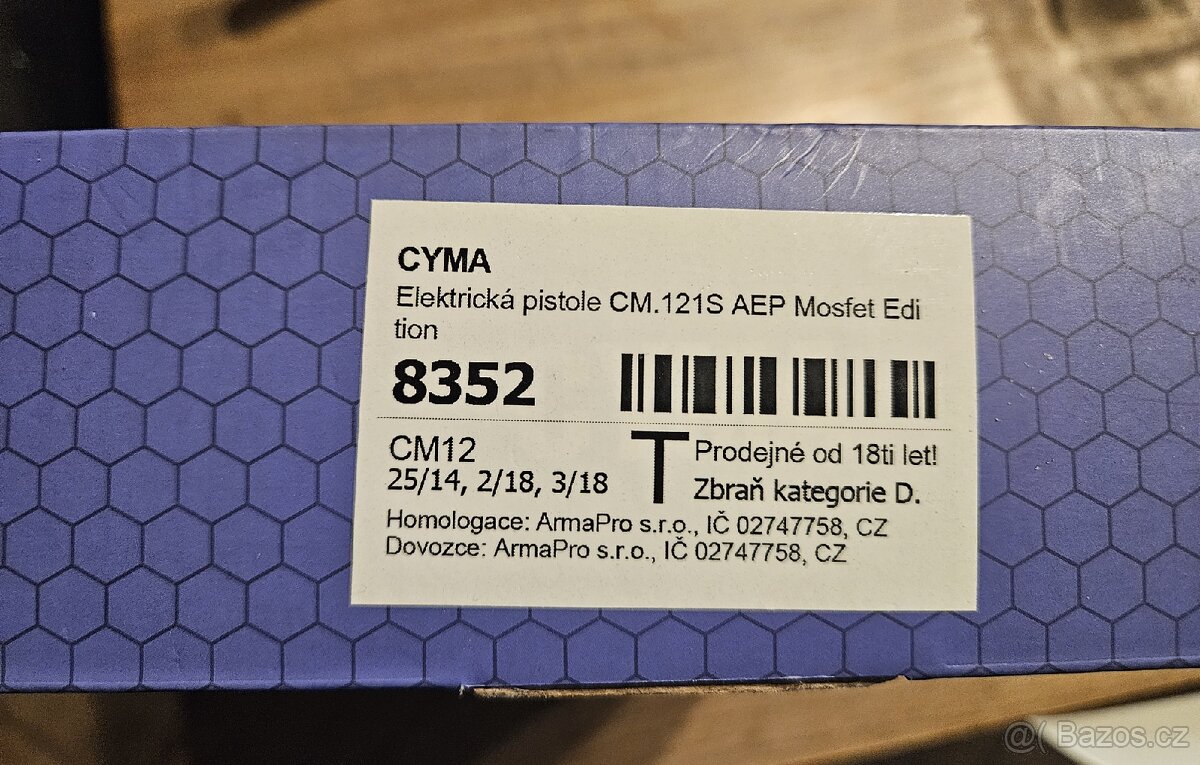 CYMA
Elektrická pistole CM.121S AEP Mosfet Edi
tion
8352
CM12
25/14, 2/18, 3/18
T
Prodejné od 18ti let!
Zbraň kategorie D.
Homologace: ArmaPro s.r.o., IČ 02747758, CZ
Dovozce: ArmaPro s.r.o., IČ 02747758, CZ
@( Bazos.cz